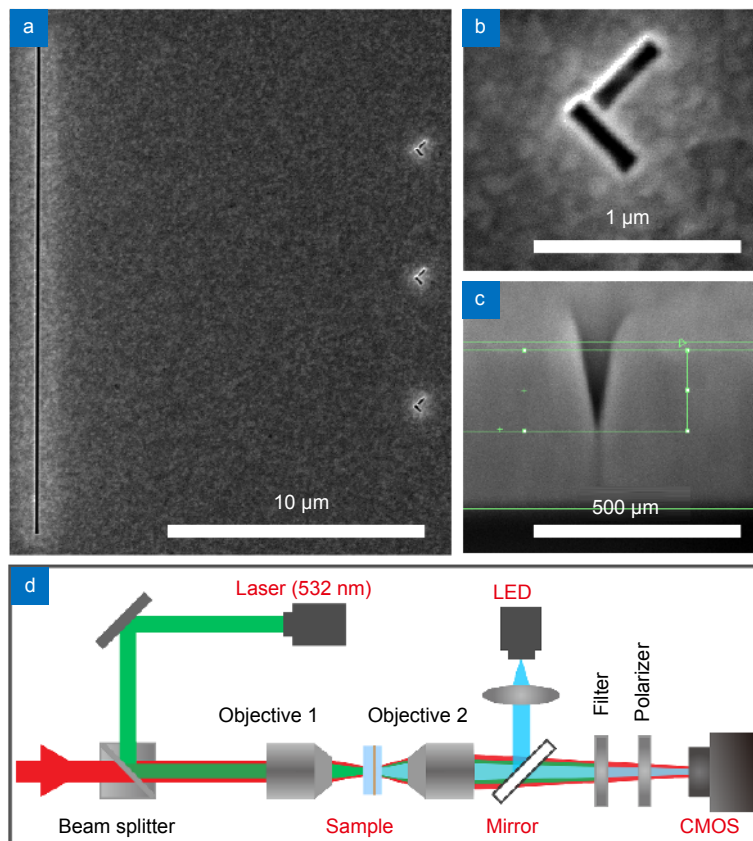 a
10 µm
b
1 µm
c
500 µm
d
Laser (532 nm)
LED
Objective 1
Objective 2
Filter
Polarizer
Beam splitter
Sample
Mirror
CMOS